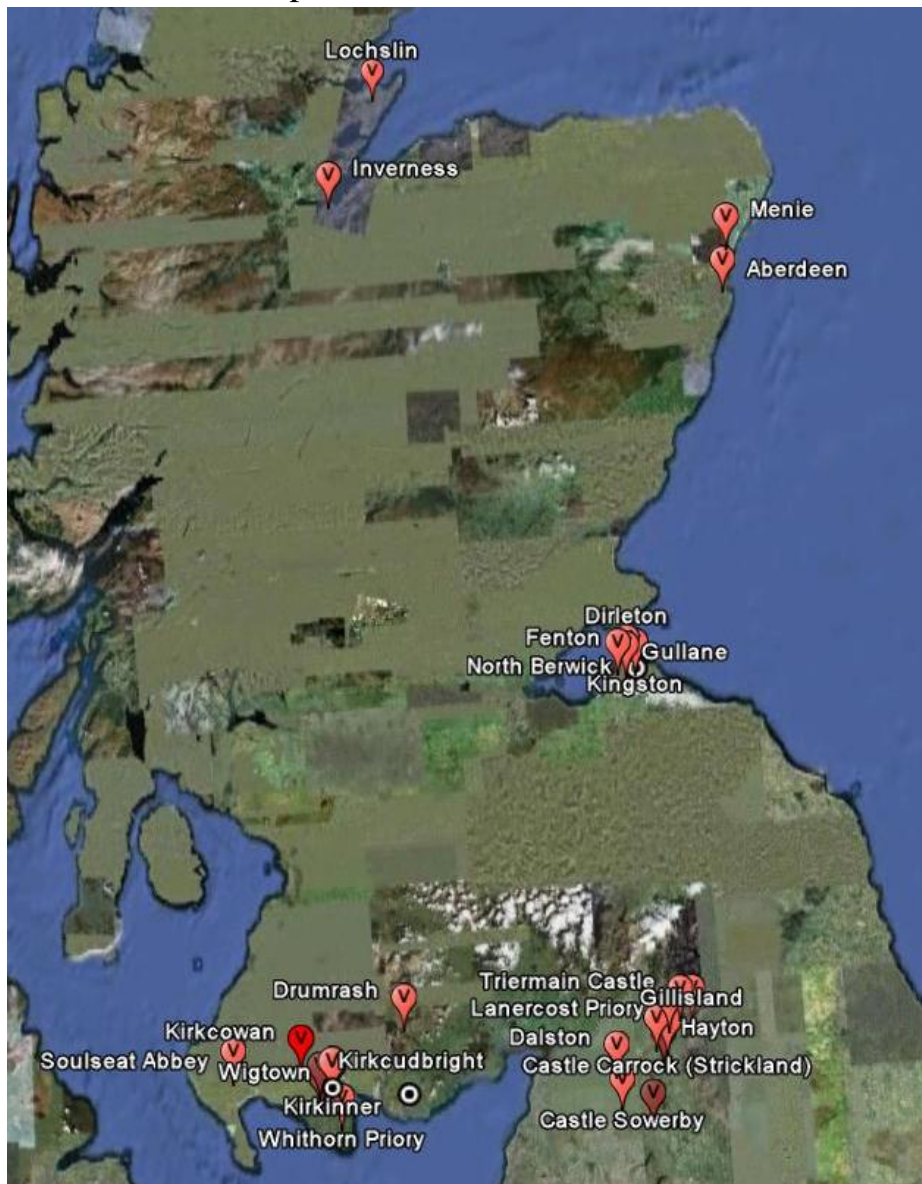 Lochslin
Inverness
Menie
Aberdeen
Dirleton
Fenton
Gullane
North Berwick
Kingston
Triermain Castle
Drumrash
Gillisland
Lanercost Priory
Hayton
Kirkcowan
Dalston
Soulseat Abbey
Kirkcudbright
Castle Carrock (Strickland)
Wigtown
Kirkinner
Castle Sowerby
Whithorn Priory